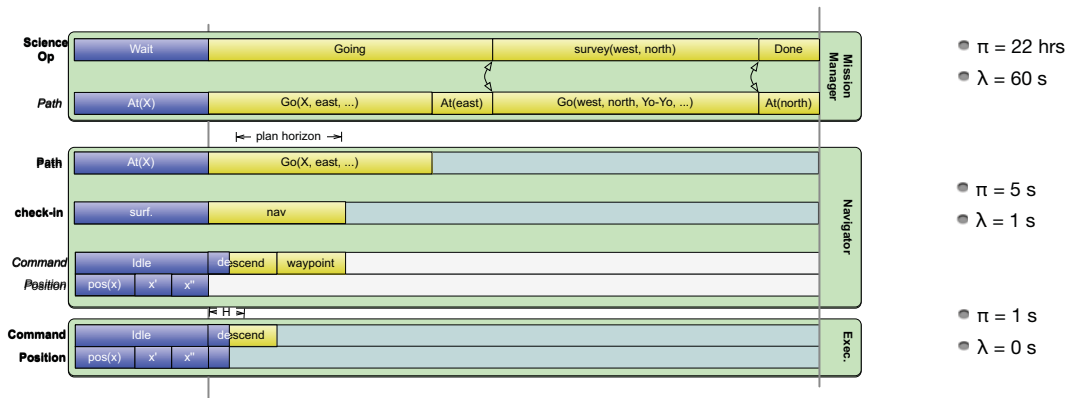 Science
Op
Wait
Going
survey(west, north)
Done
Path
At(X)
Go(X, east, ...)
At(east)
Go(west, north, Yo-Yo, ...)
At(north)
Mission
Manager
π = 22 hrs
λ = 60 s
plan horizon
Path
At(X)
Go(X, east, ...)
check-in
surf.
nav
Command
Idle
descend
waypoint
Position
pos(x)
x'
x"
Navigator
π = 5 s
λ = 1 s
H
Command
Idle
descend
Position
pos(x)
x'
x"
Exec.
π = 1 s
λ = 0 s